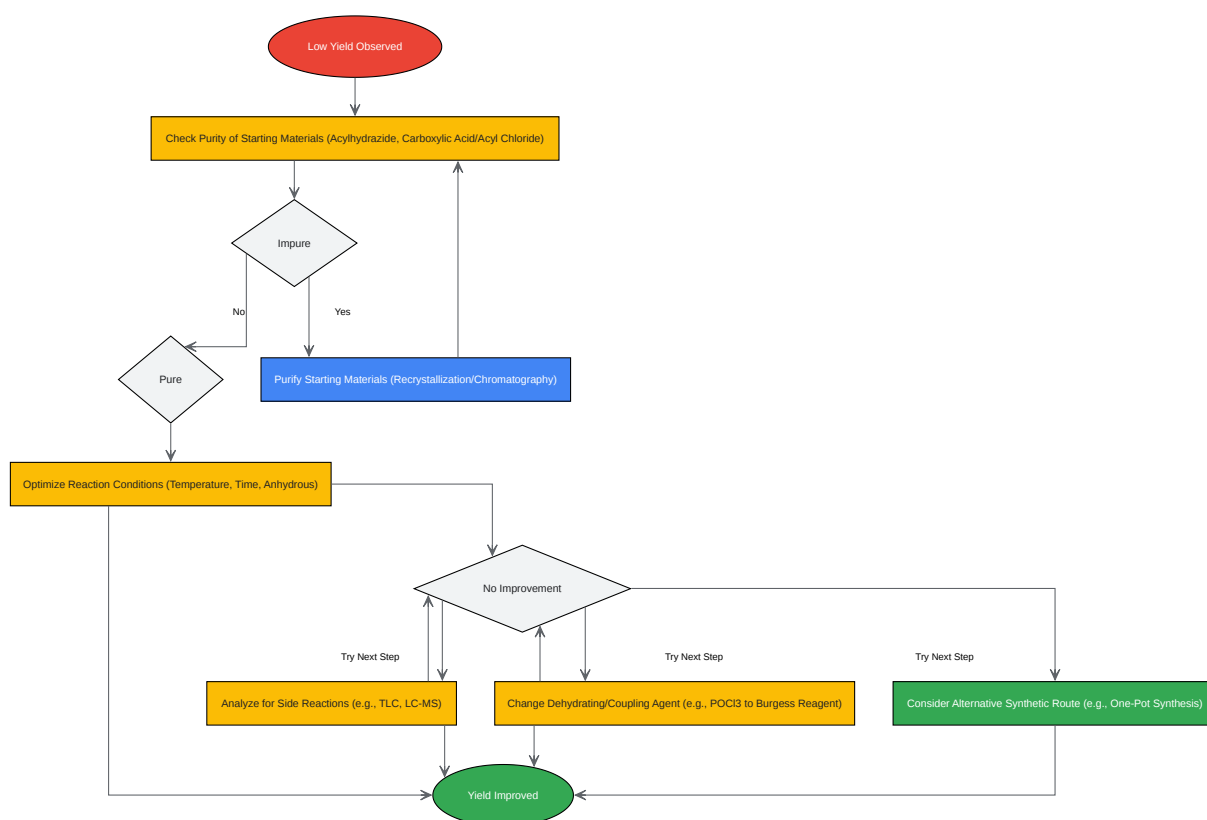 Low Yield Observed
Check Purity of Starting Materials (Acylhydrazide, Carboxylic Acid/Acyl Chloride)
Impure
No
Yes
Pure
Purify Starting Materials (Recrystallization/Chromatography)
Optimize Reaction Conditions (Temperature, Time, Anhydrous)
No Improvement
Try Next Step
Try Next Step
Try Next Step
Analyze for Side Reactions (e.g., TLC, LC-MS)
Change Dehydrating/Coupling Agent (e.g., POCl3 to Burgess Reagent)
Consider Alternative Synthetic Route (e.g., One-Pot Synthesis)
Yield Improved